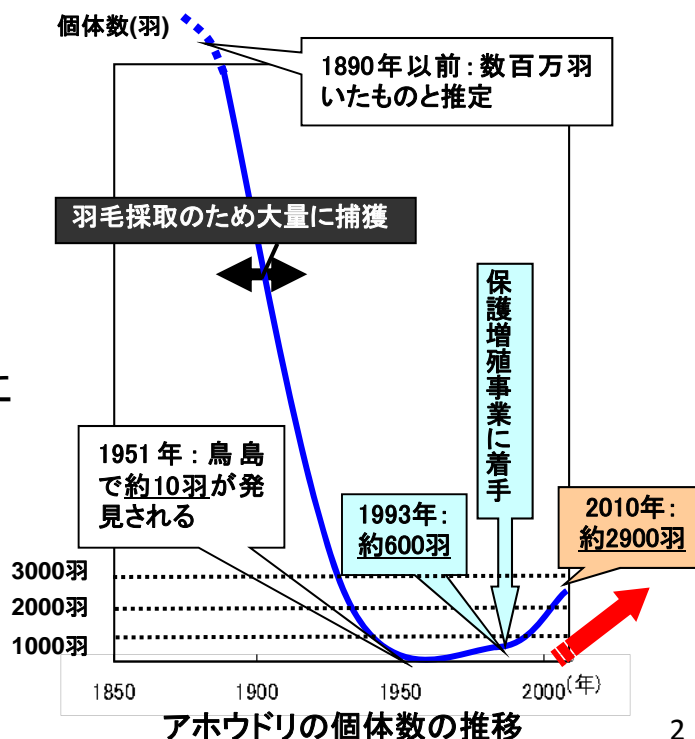 個体数(羽)
1890年以前：数百万羽
いたものと推定
羽毛採取のため大量に捕獲
保護増殖事業に着手
1951年：鳥島
で約10羽が発
見される
1993年：
約600羽
2010年：
約2900羽
3000羽
2000羽
1000羽
1850
1900
1950
2000
(年)
アホウドリの個体数の推移
2